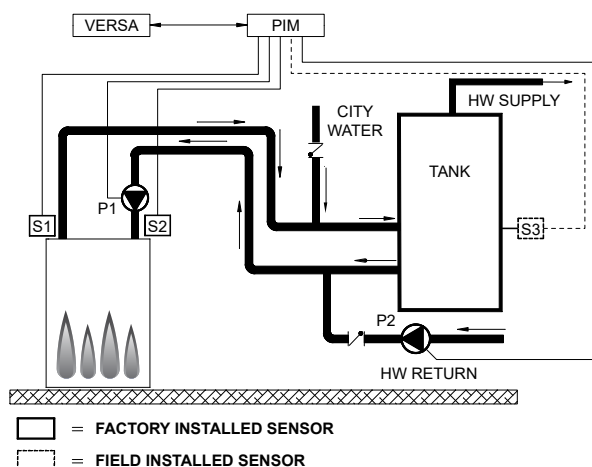 VERSA
PIM
CITY
WATER
HW SUPPLY
TANK
P1
S1
S2
S3
P2
HW RETURN
= FACTORY INSTALLED SENSOR
= FIELD INSTALLED SENSOR